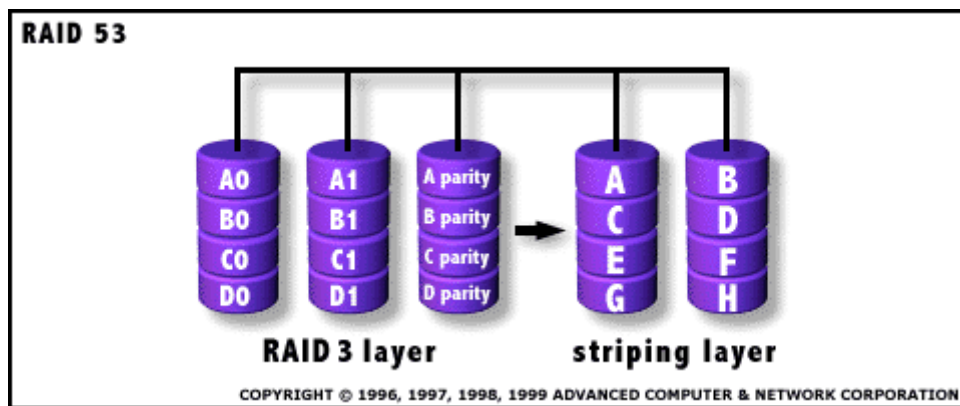 RAID 53
A0 A1 A parity A B
B0 B1 B parity C D
C0 C1 C parity E F
D0 D1 D parity G H
RAID 3 layer striping layer
COPYRIGHT © 1996, 1997, 1998, 1999 ADVANCED COMPUTER & NETWORK CORPORATION